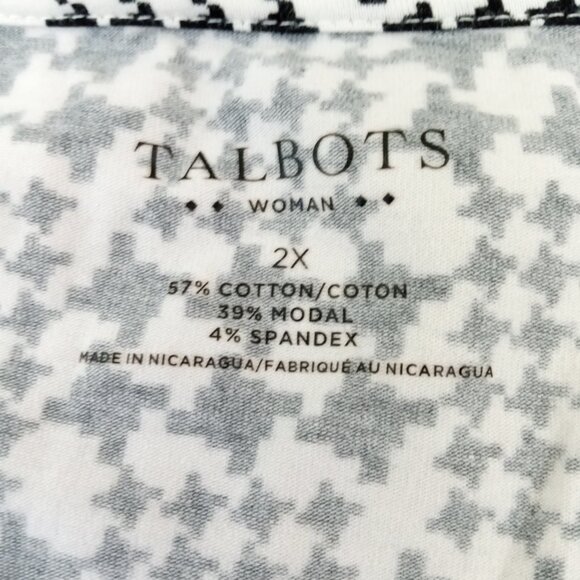 TALBOTS
WOMAN
2X
57% COTTON/COTON
39% MODAL
4% SPANDEX
MADE IN NICARAGUA/FABRIQUÉ AU NICARAGUA